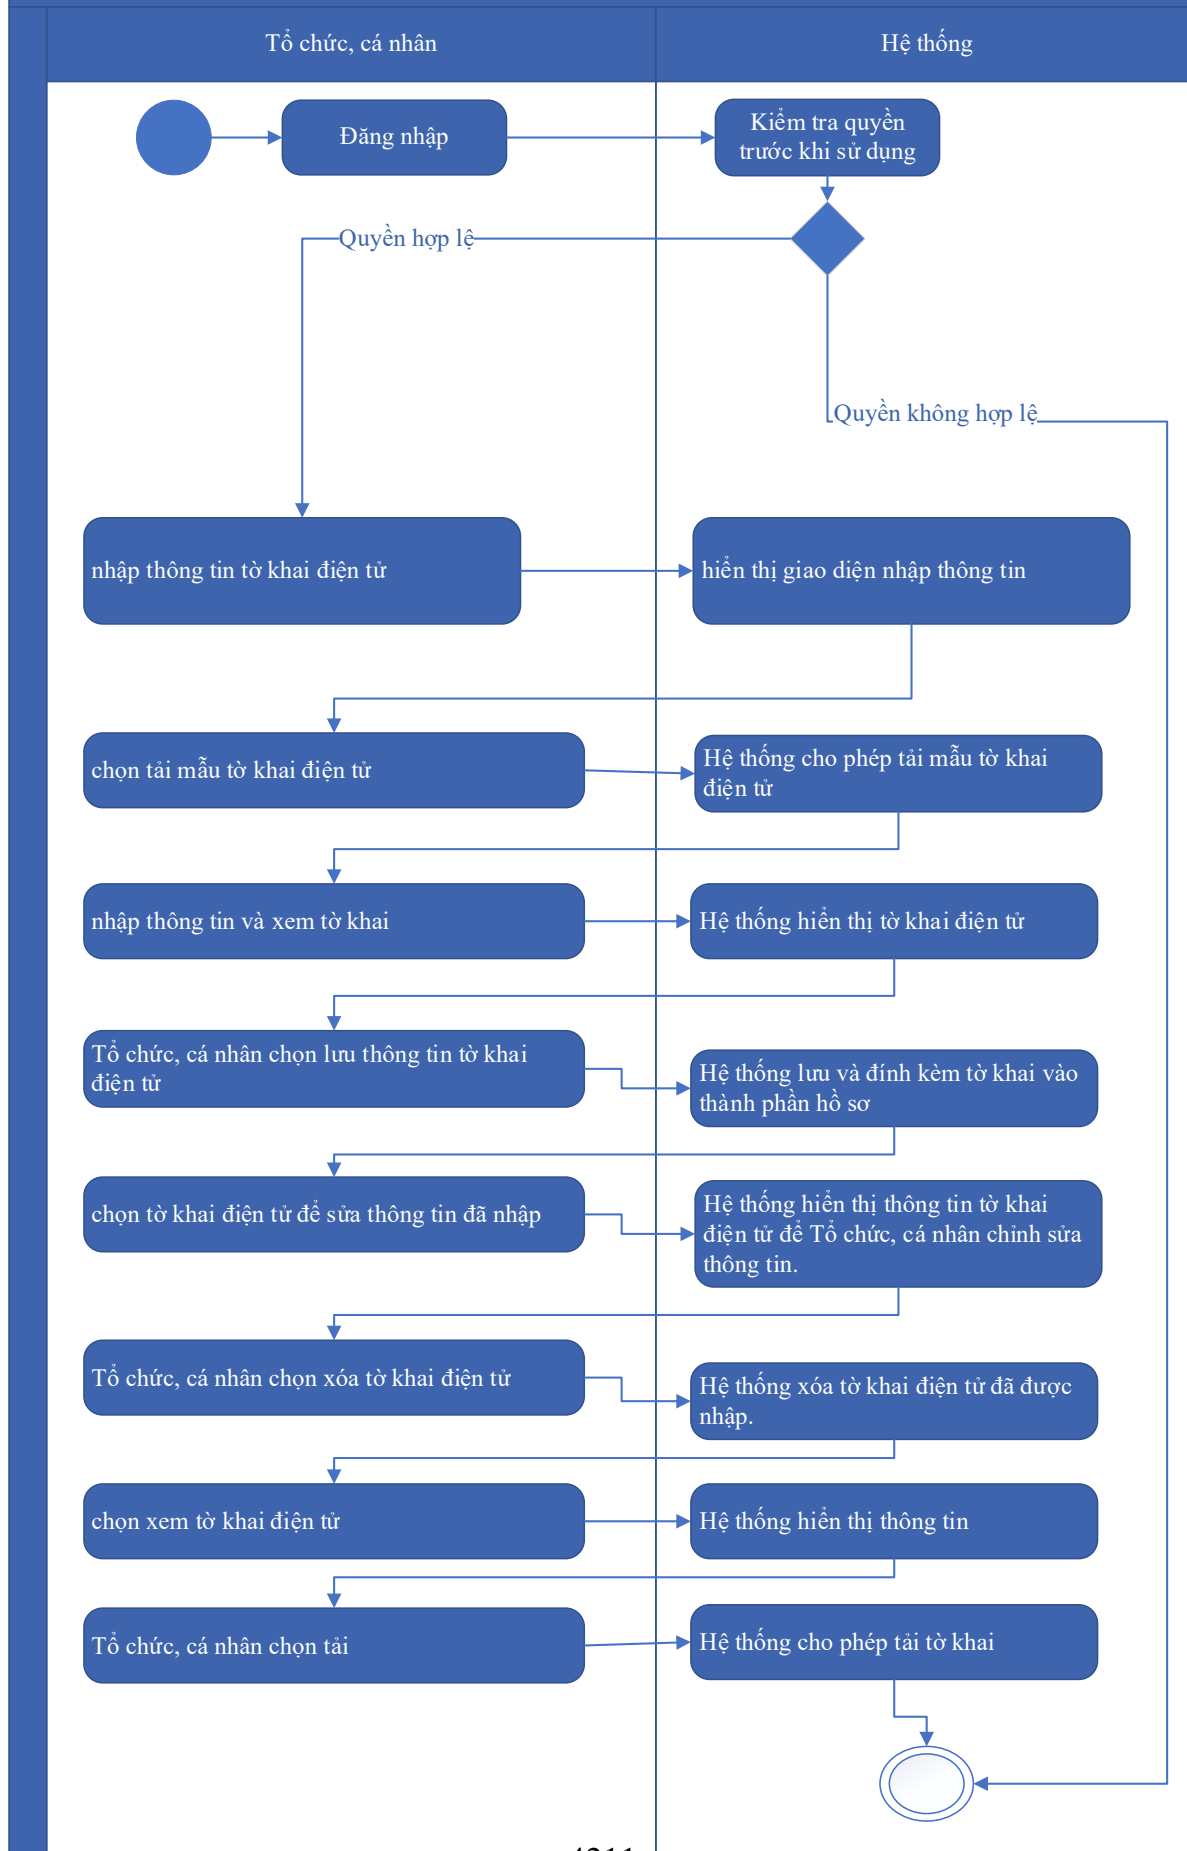 Tổ chức, cá nhân
Hệ thống
Đăng nhập
Kiểm tra quyền
trước khi sử dụng
Quyền hợp lệ
Quyền không hợp lệ
nhập thông tin tờ khai điện tử
hiển thị giao diện nhập thông tin
chọn tải mẫu tờ khai điện tử
Hệ thống cho phép tải mẫu tờ khai
điện tử
nhập thông tin và xem tờ khai
Hệ thống hiển thị tờ khai điện tử
Tổ chức, cá nhân chọn lưu thông tin tờ khai
điện tử
Hệ thống lưu và đính kèm tờ khai vào
thành phần hồ sơ
chọn tờ khai điện tử để sửa thông tin đã nhập
Hệ thống hiển thị thông tin tờ khai
điện tử để Tổ chức, cá nhân chỉnh sửa
thông tin.
Tổ chức, cá nhân chọn xóa tờ khai điện tử
Hệ thống xóa tờ khai điện tử đã được
nhập.
chọn xem tờ khai điện tử
Hệ thống hiển thị thông tin
Tổ chức, cá nhân chọn tải
Hệ thống cho phép tải tờ khai